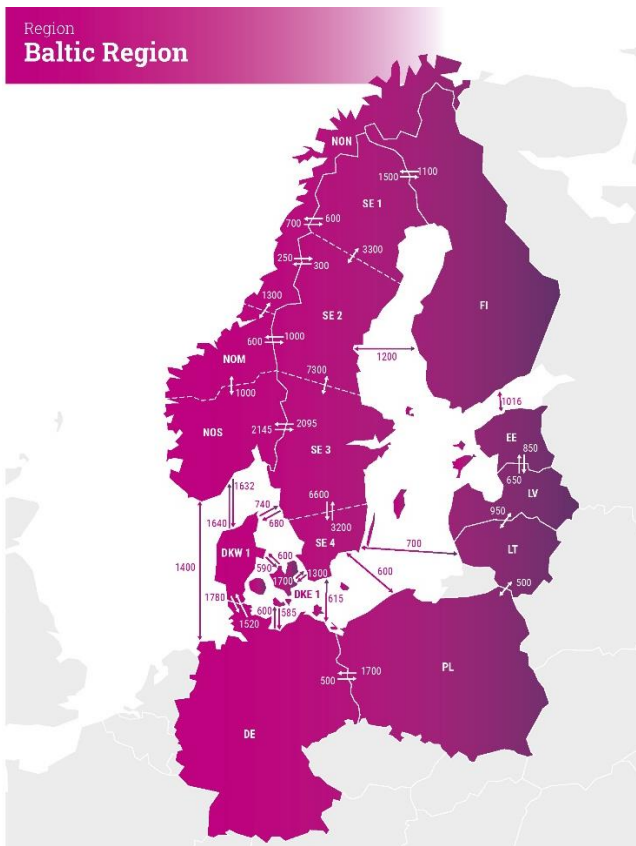 Region
Baltic Region
NON
1500
1100
SE 1
700
600
3300
250
300
1300
SE 2
FI
600
1000
NOM
1200
1000
7300
1016
NOS
2145
2095
EE
850
650
SE 3
LV
1632
740
6600
950
1640
680
3200
LT
SE 4
700
DKW 1
600
590
600
1400
1700
1300
500
DKE 1
1780
600
585
615
1520
PL
1700
500
DE